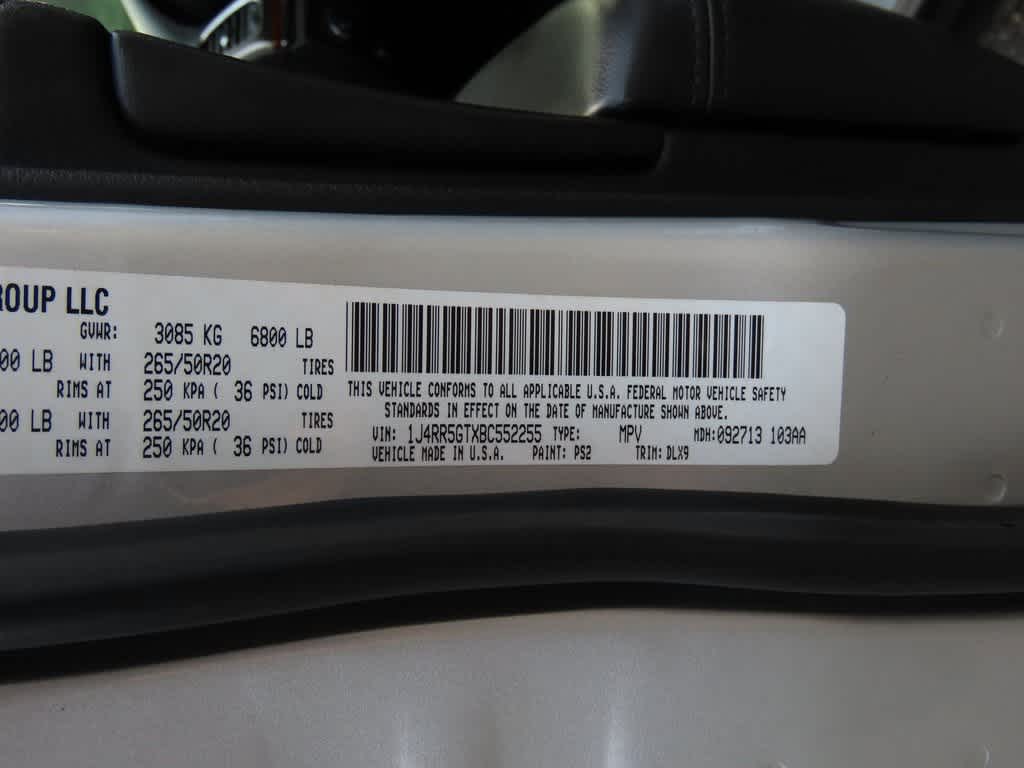 ROUP LLC
GVWR: 3085 KG 6800 LB
00 LB WITH 265/50R20 TIRES
RIMS AT 250 KPA ( 36 PSI) COLD
00 LB WITH 265/50R20 TIRES
RIMS AT 250 KPA ( 36 PSI) COLD
THIS VEHICLE CONFORMS TO ALL APPLICABLE U.S.A. FEDERAL MOTOR VEHICLE SAFETY
STANDARDS IN EFFECT ON THE DATE OF MANUFACTURE SHOWN ABOVE.
VIN: 1J4RR5GTXBC552255 TYPE: MPV MDH:092713 103AA
VEHICLE MADE IN U.S.A. PAINT: PS2 TRIM: DLX9